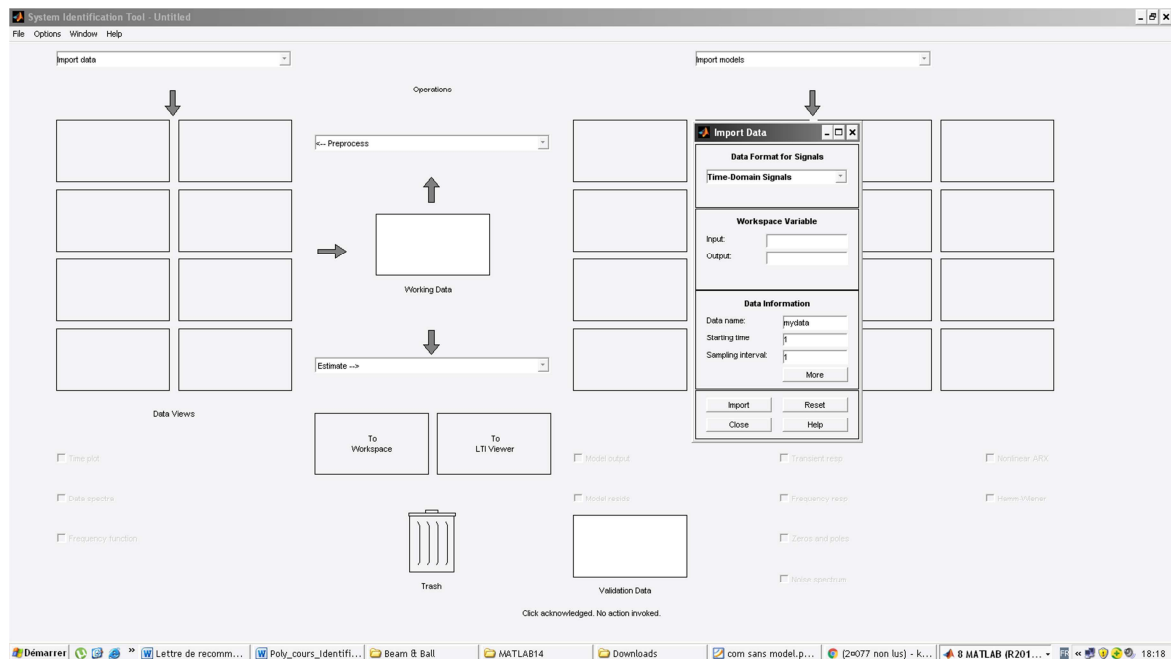 System Identification Tool - Untitled
File Options Window Help
Import data
Import models
Operations
<-- Preprocess
Import Data
Data Format for Signals
Time-Domain Signals
Workspace Variable
Input:
Output:
Working Data
Data Information
Data name: mydata
Starting time 1
Sampling interval: 1
More
Estimate -->
Import Reset
Close Help
Data Views
To Workspace
To LTI Viewer
Time plot
Data spectra
Frequency function
Model output
Model resids
Transient resp
Frequency resp
Zeros and poles
Noise spectrum
Nonlinear ARX
Hamm-Wiener
Trash
Validation Data
Click acknowledged. No action invoked.
Démarrer
Lettre de recomm...
Poly_cours_Identifi...
Beam & Ball
MATLAB14
Downloads
com sans model.p...
(2¤077 non lus) - k...
8 MATLAB (R201...
FR
18:18